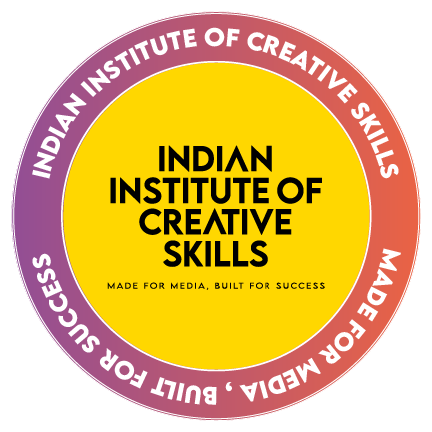 INDIAN INSTITUTE OF CREATIVE SKILLS
INDIAN
INSTITUTE OF
CREATIVE
SKILLS
MADE FOR MEDIA, BUILT FOR SUCCESS
MADE FOR MEDIA , BUILT FOR SUCCESS